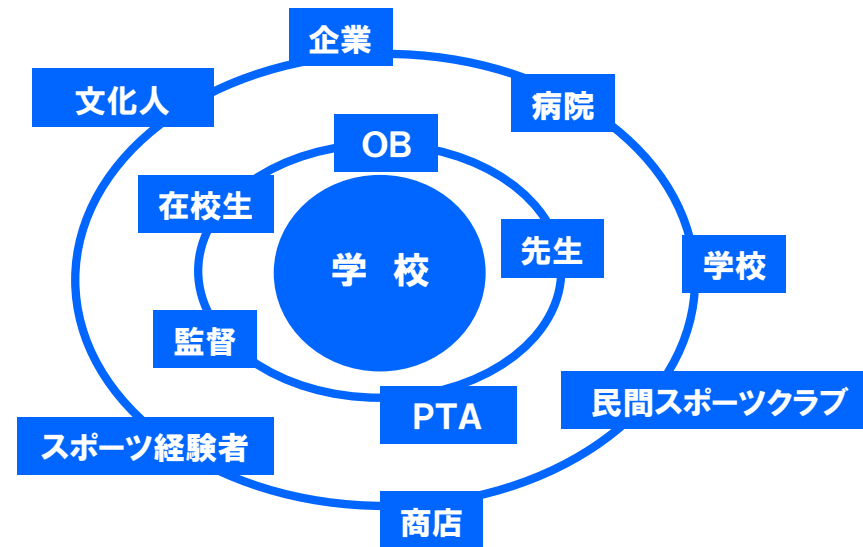 企業
文化人
病院
OB
在校生
先生
学校
学校
監督
民間スポーツクラブ
PTA
スポーツ経験者
商店